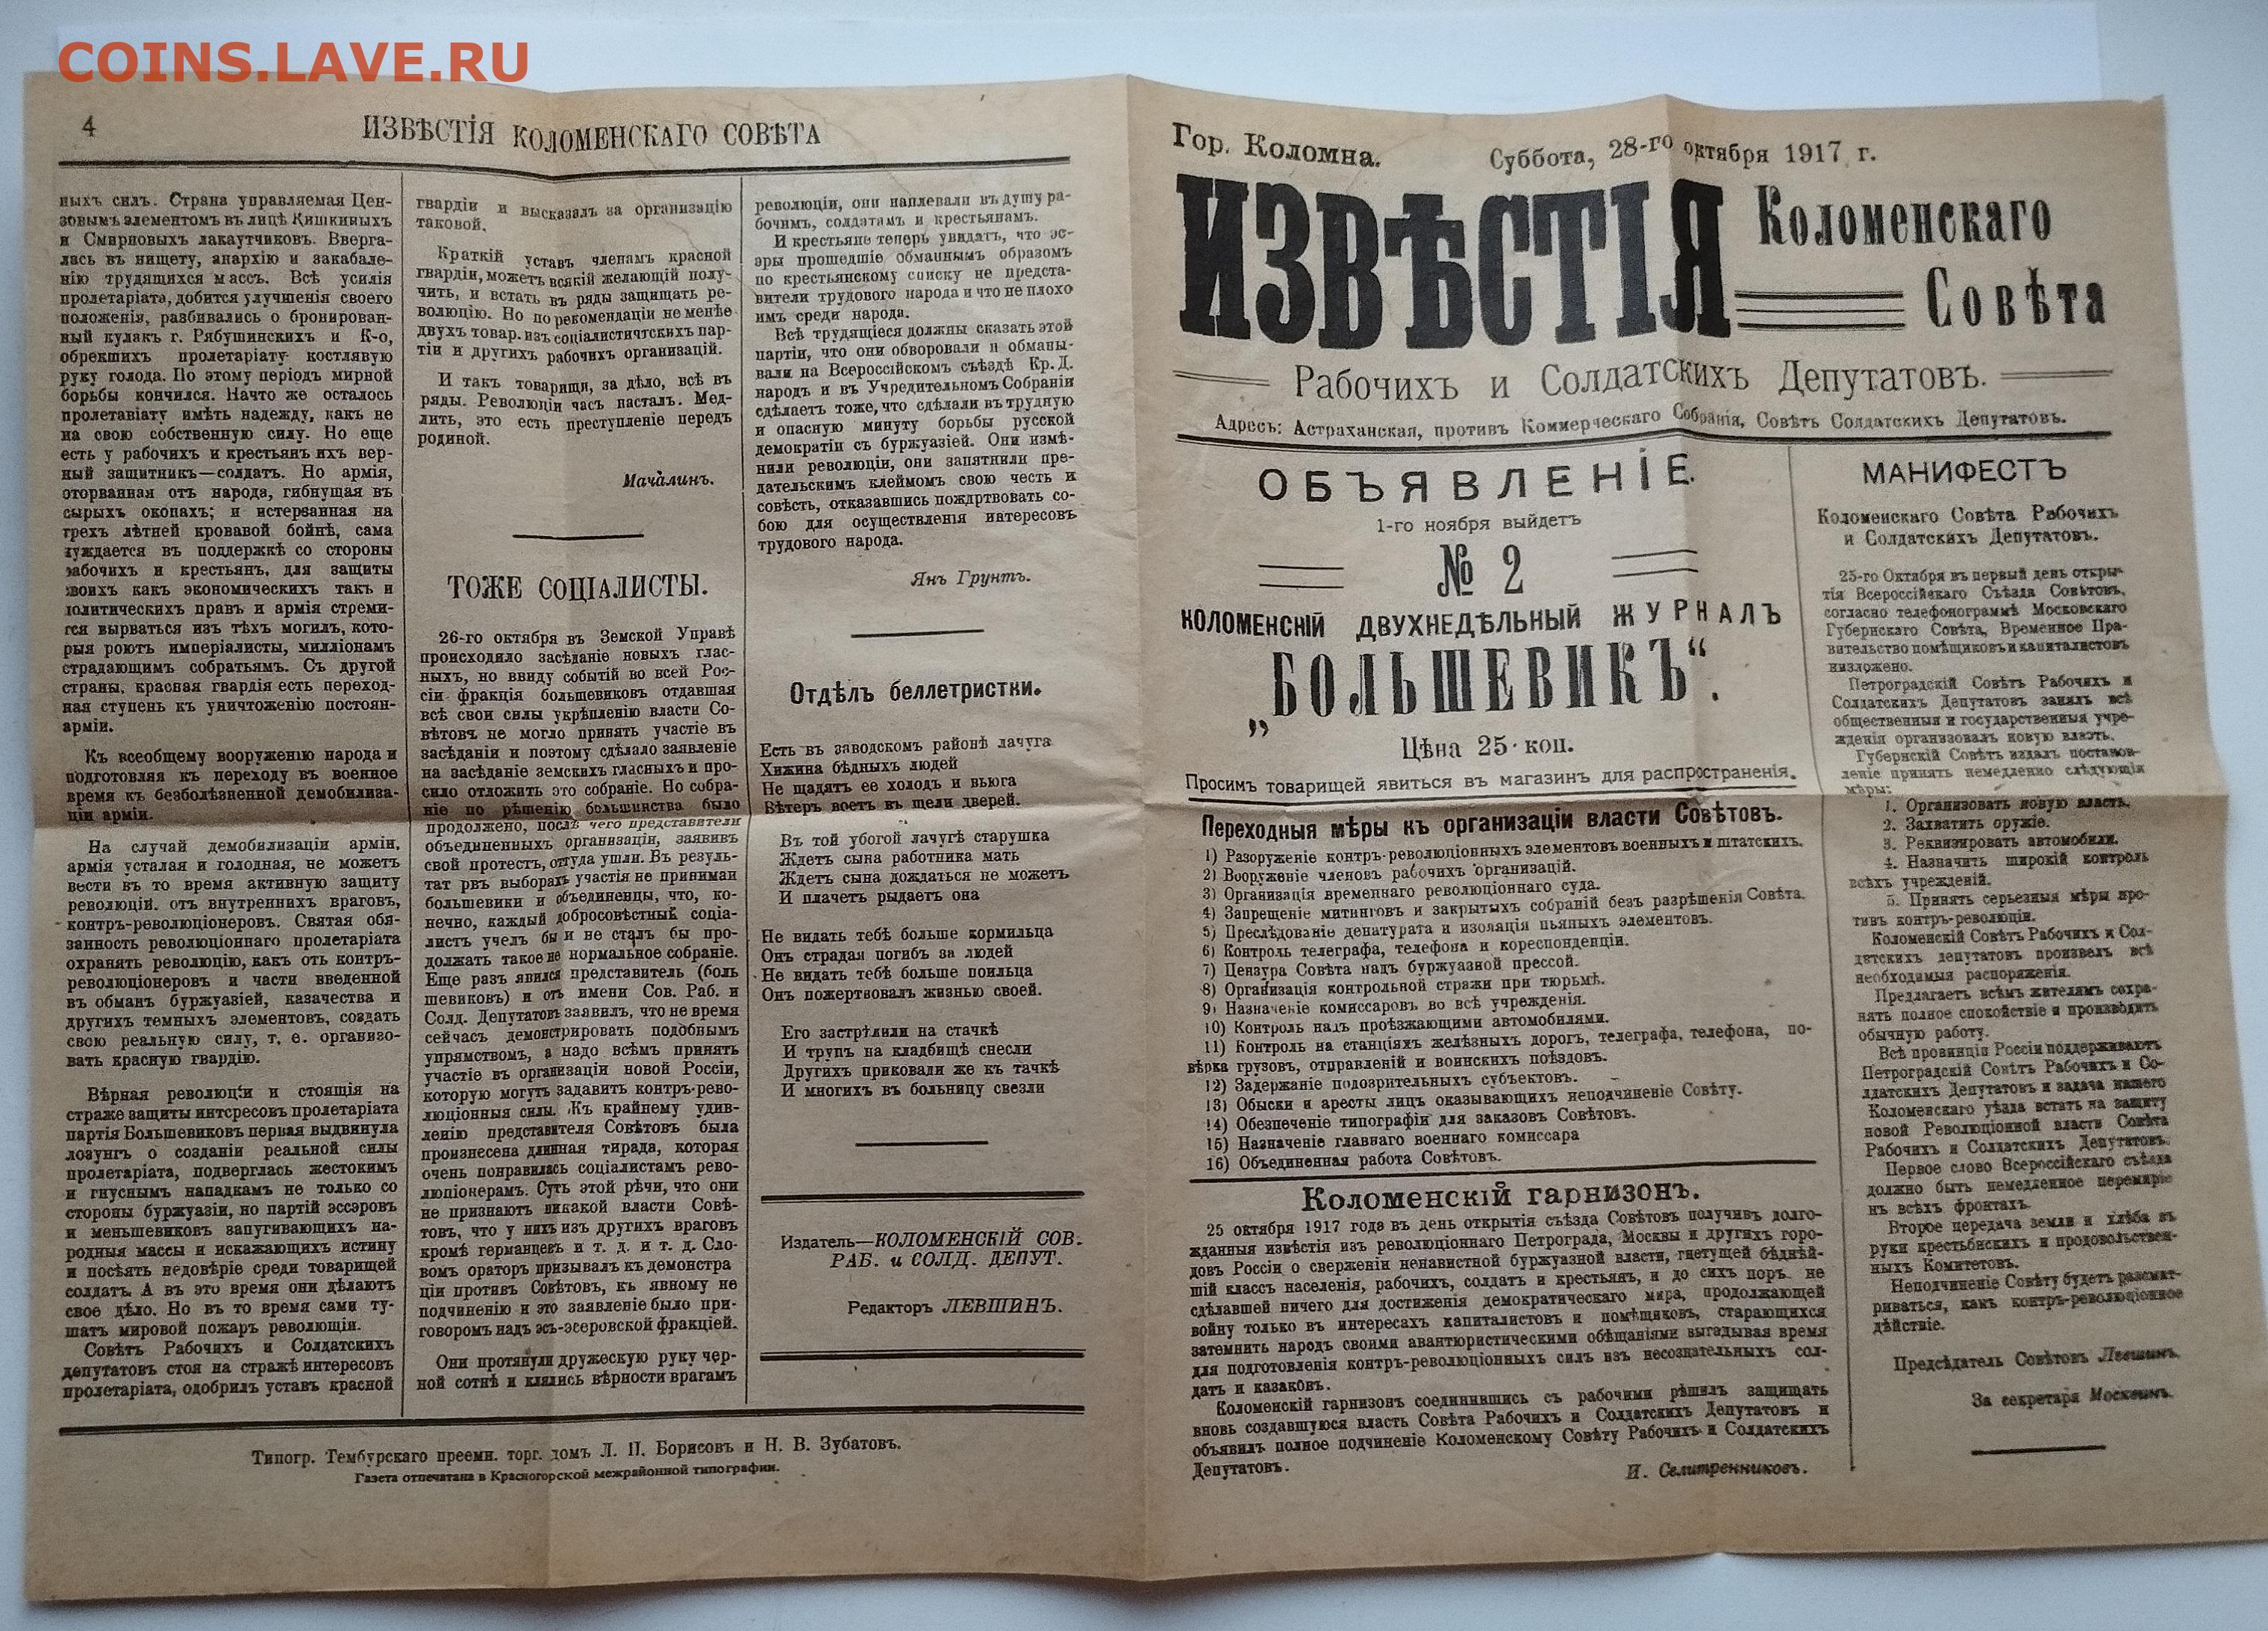 COINS.LAVE.RU
4
ИЗВѢСТІЯ КОЛОМЕНСКАГО СОВѢТА
ныхъ силъ. Страна управляемая Цен-
зовымъ элементомъ въ лицѣ Кишкиныхъ
и Смирновыхъ лакаутчиковъ. Вверга-
лась въ нищету, анархію и закабале-
нію трудящихся массъ. Всѣ усилія
пролетаріата, добится улучшенія своего
положенія, разбивались о бронирован-
ный кулакъ г. Рябушинскихъ и К-о,
обрекшихъ пролетаріату костлявую
руку голода. По этому періодъ мирной
борьбы кончился. Начто же осталось
пролетавіату имѣть надежду, какъ не
на свою собственную силу. Но еще
есть у рабочихъ и крестьянъ ихъ вер-
ный защитникъ—солдатъ. Но армія,
оторванная отъ народа, гибнущая въ
сырыхъ окопахъ; и истерзанная на
трехъ лѣтней кровавой бойнѣ, сама
нуждается въ поддержкѣ со стороны
рабочихъ и крестьянъ, для защиты
своихъ какъ экономическихъ такъ и
политическихъ правъ и армія стреми-
тся вырваться изъ тѣхъ могилъ, кото-
рыя роютъ имперіалисты, милліонамъ
страдающимъ собратьямъ. Съ другой
страны, красная гвардія есть переход-
ная ступень къ уничтоженію постоян-
арміи.
Къ всеобщему вооруженію народа и
подготовляя къ переходу въ военное
время къ безболѣзненной демобилиза-
ціи арміи.
На случай демобилизаціи арміи,
армія усталая и голодная, не можетъ
вести въ то время активную защиту
революцій. отъ внутреннихъ враговъ,
контръ-революціонеровъ. Святая обя-
занность революціоннаго пролетаріата
охранять революцію, какъ отъ контръ-
революціонеровъ и части введенной
въ обманъ буржуазіей, казачества и
другихъ темныхъ элементовъ, создать
свою реальную силу, т. е. организо-
вать красную гвардію.
Вѣрная революціи и стоящія на
страже защиты интсресовъ пролетаріата
партія Большевиковъ первая выдвинула
лозунгъ о созданіи реальной силы
пролетаріата, подверглась жестокимъ
и гнуснымъ нападкамъ не только со
стороны буржуазіи, но партій эссэровъ
и меньшевиковъ запугивающихъ на-
родныя массы и искажающихъ истину
и посѣять недовѣріе среди товарищей
солдатъ. А въ это время они дѣлаютъ
свое дѣло. Но въ то время сами ту-
шатъ мировой пожаръ революціи.
Совѣтъ Рабочихъ и Солдатскихъ
депутатовъ стоя на стражѣ интересовъ
пролетаріата, одобрилъ уставъ красной
гвардіи и высказалъ за организацію
таковой.
Краткій уставъ членамъ красной
гвардіи, можетъ всякій желающій полу-
чить, и встать въ ряды защищать ре-
волюцію. Но по рекомендаціи не менѣе
двухъ товар. изъ соціалистичтскихъ пар-
тіи и другихъ рабочихъ организацій.
И такъ товарищи, за дѣло, всѣ въ
ряды. Революціи часъ насталъ. Мед-
лить, это есть преступленіе передъ
родиной.
Мачалинъ.
ТОЖЕ СОЦІАЛИСТЫ.
26-го октября въ Земской Управѣ
происходило засѣданіе новыхъ глас-
ныхъ, но ввиду событій во всей Рос-
сіи фракція большевиковъ отдавшая
всѣ свои силы укрѣпленію власти Со-
вѣтовъ не могло принять участіе въ
засѣданіи и поэтому сдѣлало заявленіе
на засѣданіе земскихъ гласныхъ и про-
сило отложить это собраніе. Но собра-
ніе по рѣшенію большинства было
продолжено, послѣ чего представители
объединенныхъ организаціи, заявивъ
свой протестъ, оттуда ушли. Въ резуль-
тат рвъ выборахъ участія не принимаи
большевики и объединенцы, что, ко-
нечно, каждый добросовѣстный соціа-
листъ учелъ бы и не сталъ бы про-
должать такое не нормальное собраніе.
Еще разъ явился представитель (боль
шевиковъ) и отъ имени Сов. Раб. и
Солд. Депутатовъ заявилъ, что не время
сейчасъ демонстрировать подобнымъ
упрямствомъ, а надо всѣмъ принять
участіе въ организаціи новой Россіи,
которую могутъ задавить контръ-рево-
люціонныя силы. Къ крайнему удив-
ленію представителя Совѣтовъ была
произнесена длинная тирада, которая
очень понравилась соціалистамъ рево-
люціонерамъ. Суть этой рѣчи, что они
не признаютъ никакой власти Совѣ-
товъ, что у нихъ изъ другихъ враговъ
кромѣ германцевъ и т. д. и т. д. Сло-
вомъ ораторъ призывалъ къ демонстра
ціи противъ Совѣтовъ, къ явному не
подчиненію и это заявленіе было при-
говоромъ надъ эсъ-эсеровской фракціей.
Они протянули дружескую руку чер-
ной сотнѣ и клялись вѣрности врагамъ
революціи, они наплевали въ душу ра-
бочимъ, солдатамъ и крестьянамъ.
И крестьяне теперь увидятъ, что эс-
эры прошедшіе обманнымъ образомъ
по крестьянскому списку не предста-
вители трудового народа и что не плохо
имъ среди народа.
Всѣ трудящіеся должны сказать этой
партіи, что они обворовали и обманы-
вали на Всероссійскомъ съѣздѣ Кр. Д.
народъ и въ Учредительномъ Собраніи
сдѣлаетъ тоже, что сдѣлали въ трудную
и опасную минуту борьбы русской
демократіи съ буржуазіей. Они измѣ-
нили революціи, они запятнили пре-
дательскимъ клеймомъ свою честь и
совѣсть, отказавшись пождртвовать со-
бою для осуществленія интересовъ
трудового народа.
Янъ Грунтъ.
Отдѣлъ беллетристки.
Есть въ заводскомъ районѣ лачуга
Хижина бѣдныхъ людей
Не щадятъ ее холодъ и вьюга
Вѣтеръ воетъ въ щели дверей.
Въ той убогой лачугѣ старушка
Ждетъ сына работника мать
Ждетъ сына дождаться не можетъ
И плачетъ рыдаетъ она
Не видать тебѣ больше кормильца
Онъ страдая погибъ за людей
Не видать тебѣ больше поильца
Онъ пожертвовалъ жизнью своей.
Его застрѣлили на стачкѣ
И трупъ на кладбищѣ снесли
Другихъ приковали же къ тачкѣ
И многихъ въ больницу свезли
Издатель—КОЛОМЕНСКІЙ СОВ.
РАБ. и СОЛД. ДЕПУТ.
Редакторъ ЛЕВШИНЪ.
Типогр. Тембурскаго преемн. торг. домъ Л. П. Борисовъ и Н. В. Зубатовъ.
Газета отпечатана в Красногорской межрайонной типографии.
Гор. Коломна.
Суббота, 28-го октября 1917 г.
ИЗВѢСТІЯ Коломенскаго
Совѣта
Рабочихъ и Солдатскихъ Депутатовъ.
Адресъ: Астраханская, противъ Коммерческаго Собранія, Совѣтъ Солдатскихъ Депутатовъ.
ОБЪЯВЛЕНІЕ.
1-го ноября выйдетъ
№ 2
КОЛОМЕНСНІЙ ДВУХНЕДѢЛЬНЫЙ ЖУРНАЛЪ
„БОЛЬШЕВИКЪ“.
Цѣна 25 коп.
Просимъ товарищей явиться въ магазинъ для распространенія.
Переходныя мѣры къ организаціи власти Совѣтовъ.
1) Разоруженіе контръ-революціонныхъ элементовъ военныхъ и штатскихъ.
2) Вооруженіе членовъ рабочихъ организацій.
3) Организація временнаго революціоннаго суда.
4) Запрещеніе митинговъ и закрытыхъ собраній безъ разрѣшенія Совѣта.
5) Преслѣдованіе денатурата и изоляція пьяныхъ элементовъ.
6) Контроль телеграфа, телефона и кореспонденціи.
7) Цензура Совѣта надъ буржуазной прессой.
8) Организація контрольной стражи при тюрьмѣ.
9) Назначеніе комиссаровъ во всѣ учрежденія.
10) Контроль надъ проѣзжающими автомобилями.
11) Контроль на станціяхъ желѣзныхъ дорогъ, телеграфа, телефона, по-
вѣрка грузовъ, отправленій и воинскихъ поѣздовъ.
12) Задержаніе подозрительныхъ субъектовъ.
13) Обыски и аресты лицъ оказывающихъ неподчиненіе Совѣту.
14) Обезпеченіе типографіи для заказовъ Совѣтовъ.
15) Назначеніе главнаго военнаго комиссара
16) Объединенная работа Совѣтовъ.
Коломенскій гарнизонъ.
25 октября 1917 года въ день открытія съѣзда Совѣтовъ получивъ долго-
жданныя извѣстія изъ революціоннаго Петрограда, Москвы и другихъ горо-
довъ Россіи о сверженіи ненавистной буржуазной власти, гнетущей бѣднѣй-
шій классъ населенія, рабочихъ, солдатъ и крестьянъ, и до сихъ поръ не
сдѣлавшей ничего для достиженія демократическаго мира, продолжающей
войну только въ интересахъ капиталистовъ и помѣщиковъ, старающихся
затемнить народъ своими авантюристическими обѣщаніями выгадывая время
для подготовленія контръ-революціонныхъ силъ изъ несознательныхъ сол-
датъ и казаковъ.
Коломенскій гарнизовъ соединившись съ рабочими рѣшилъ защищать
вновь создавшуюся власть Совѣта Рабочихъ и Солдатскихъ Депутатовъ и
объявилъ полное подчиненіе Коломенскому Совѣту Рабочихъ и Солдатскихъ
Депутатовъ.
И. Селитренниковъ.
МАНИФЕСТЪ
Коломенскаго Совѣта Рабочихъ
и Солдатскихъ Депутатовъ.
25-го Октября въ первый день откры-
тія Всероссійскаго Съѣзда Совѣтовъ,
согласно телефонограммѣ Московскаго
Губернскаго Совѣта, Временное Пра-
вительство помѣщиковъ и капиталистовъ
низложено.
Петроградскій Совѣтъ Рабочихъ и
Солдатскихъ Депутатовъ занялъ всѣ
общественныя и государственныя учре-
жденія организовалъ новую власть.
Губернскій Совѣтъ издалъ постанов-
леніе принять немедленно слѣдующія
мѣры:
1. Организовать новую власть.
2. Захватить оружіе.
3. Реквизировать автомобили.
4. Назначить широкій контроль
всѣхъ учрежденій.
5. Принять серьезныя мѣры про-
тивъ контръ-революціи.
Коломенскій Совѣтъ Рабочихъ и Сол-
датскихъ депутатовъ произвелъ всѣ
необходимыя распоряженія.
Предлагаетъ всѣмъ жителямъ сохра-
нять полное спокойствіе и производить
обычную работу.
Всѣ провинціи Россіи поддерживаютъ
Петроградскій Совѣтъ Рабочихъ и Со-
лдатскихъ Депутатовъ и задача нашего
Коломенскаго уѣзда встать на защиту
новой Революціонной власти Совѣта
Рабочихъ и Солдатскихъ Депутатовъ.
Первое слово Всероссійскаго съѣзда
должно быть немедленное перемиріе
нъ всѣхъ фронтахъ.
Второе передача земли и хлѣба въ
руки крестьбнскихъ и продовольствен-
ныхъ Комитетовъ.
Неподчиненіе Совѣту будетъ разсмат-
риваться, какъ контръ-революціонное
дѣйствіе.
Предсѣдатель Совѣтовъ Левшинъ.
За секретаря Москвинъ.